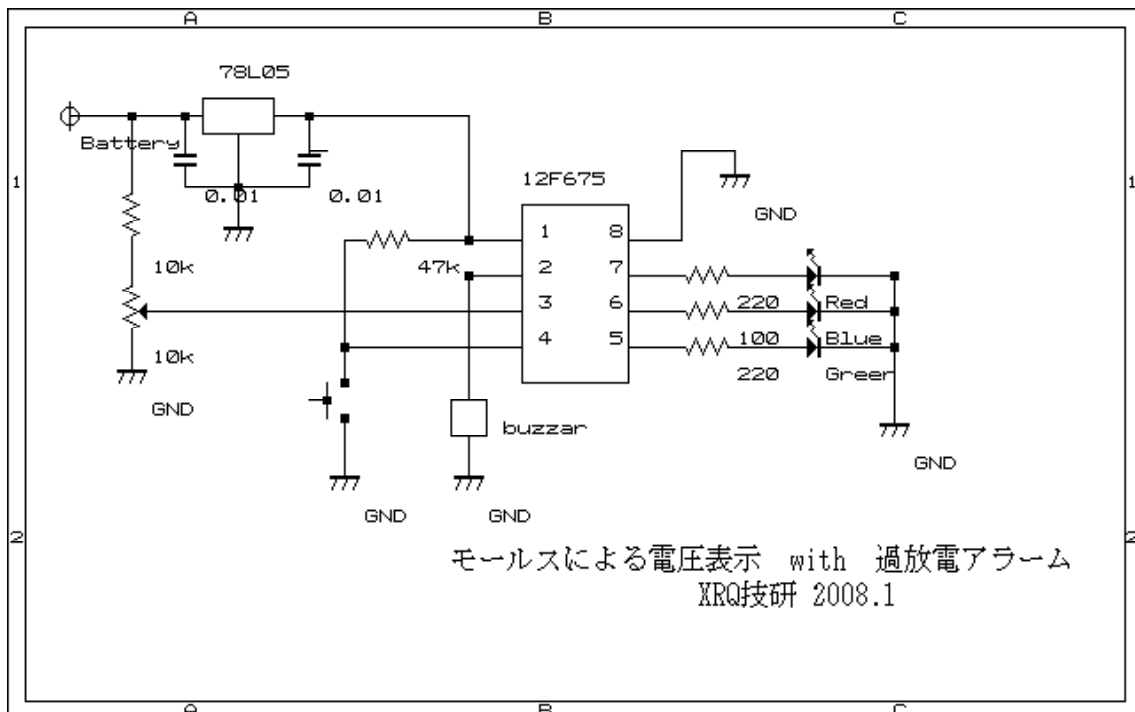 A B C
78L05
Battery
1 1
0.01 0.01
12F675
GND
1 8
10k 47k 2 7
3 6 220 Red
4 5 100 Blue
10k 220 Greer
GND
buzzar
GND
GND GND
2 2
モールスによる電圧表示 with 過放電アラーム
XRQ技研 2008.1
A B C